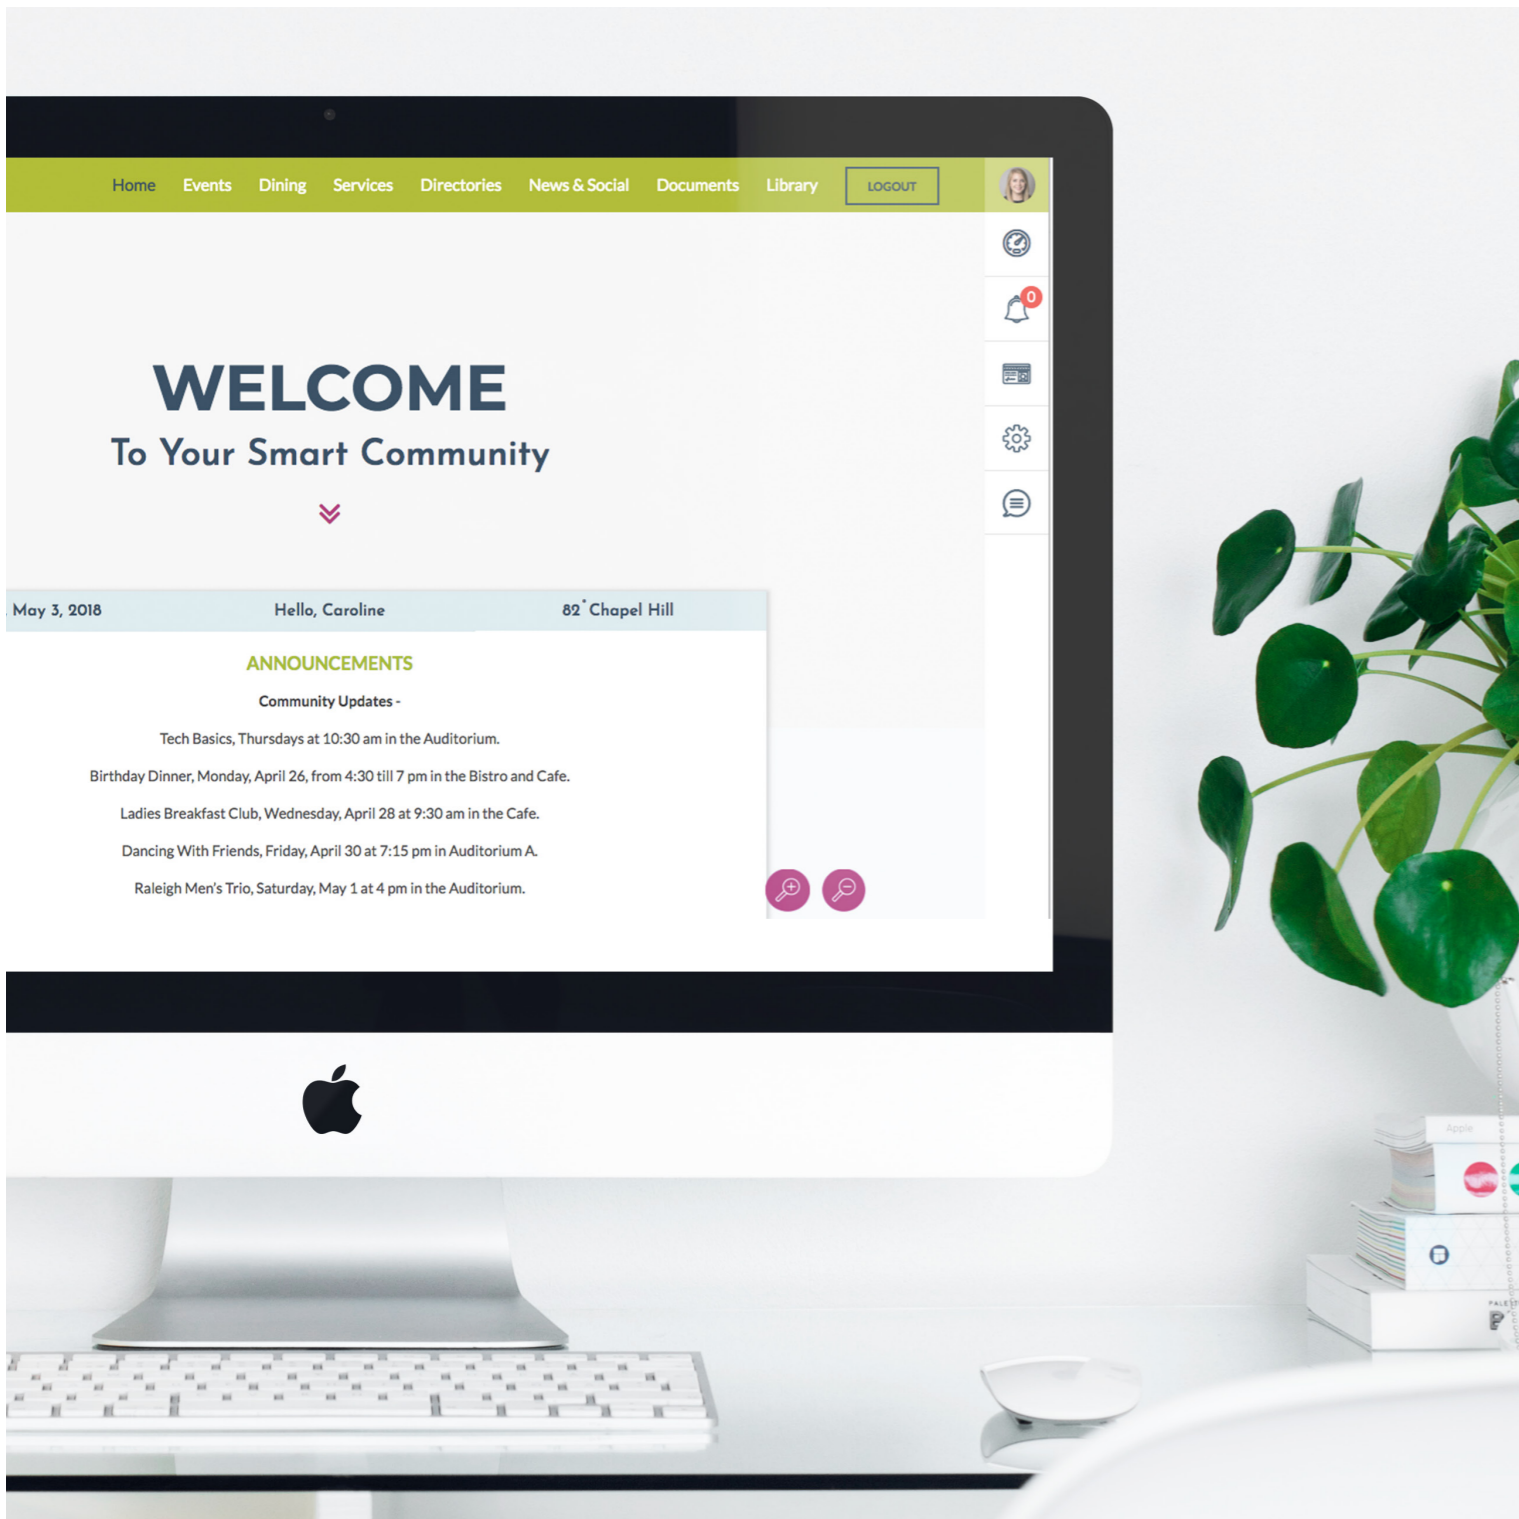 Home Events Dining Services Directories News & Social Documents Library LOGOUT
0
WELCOME
To Your Smart Community
May 3, 2018 Hello, Caroline 82° Chapel Hill
ANNOUNCEMENTS
Community Updates -
Tech Basics, Thursdays at 10:30 am in the Auditorium.
Birthday Dinner, Monday, April 26, from 4:30 till 7 pm in the Bistro and Cafe.
Ladies Breakfast Club, Wednesday, April 28 at 9:30 am in the Cafe.
Dancing With Friends, Friday, April 30 at 7:15 pm in Auditorium A.
Raleigh Men's Trio, Saturday, May 1 at 4 pm in the Auditorium.
Apple